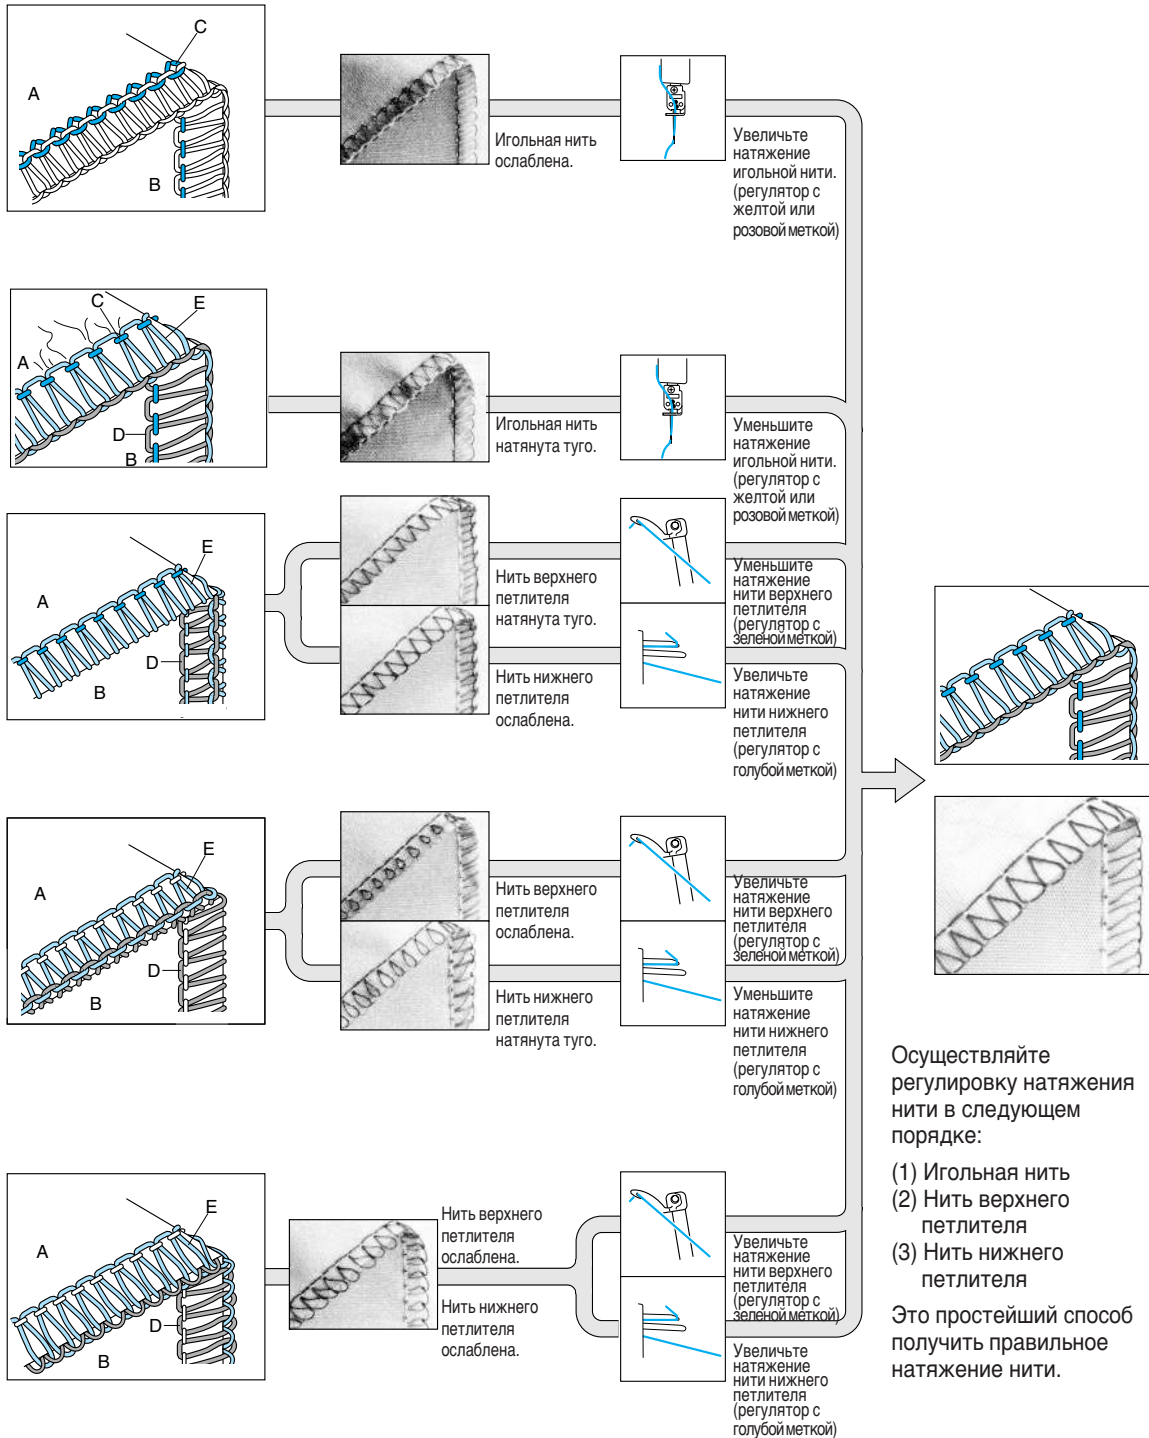 C
A
B
Игольная нить
ослаблена.
Увеличьте
натяжение
игольной нити.
(регулятор с
желтой или
розовой меткой)
C
E
A
D
B
Игольная нить
натянута туго.
Уменьшите
натяжение
игольной нити.
(регулятор с
желтой или
розовой меткой)
E
A
D
B
Нить верхнего
петлителя
натянута туго.
Уменьшите
натяжение
нити верхнего
петлителя
(регулятор с
зеленой меткой)
Нить нижнего
петлителя
ослаблена.
Увеличьте
натяжение
нити нижнего
петлителя
(регулятор с
голубой меткой)
E
A
D
B
Нить верхнего
петлителя
ослаблена.
Увеличьте
натяжение
нити верхнего
петлителя
(регулятор с
зеленой меткой)
Нить нижнего
петлителя
натянута туго.
Уменьшите
натяжение
нити нижнего
петлителя
(регулятор с
голубой меткой)
E
A
D
B
Нить верхнего
петлителя
ослаблена.
Нить нижнего
петлителя
ослаблена.
Увеличьте
натяжение
нити верхнего
петлителя
(регулятор с
зеленой меткой)
Увеличьте
натяжение
нити нижнего
петлителя
(регулятор с
голубой меткой)
Осуществляйте
регулировку натяжения
нити в следующем
порядке:
(1) Игольная нить
(2) Нить верхнего
петлителя
(3) Нить нижнего
петлителя
Это простейший способ
получить правильное
натяжение нити.